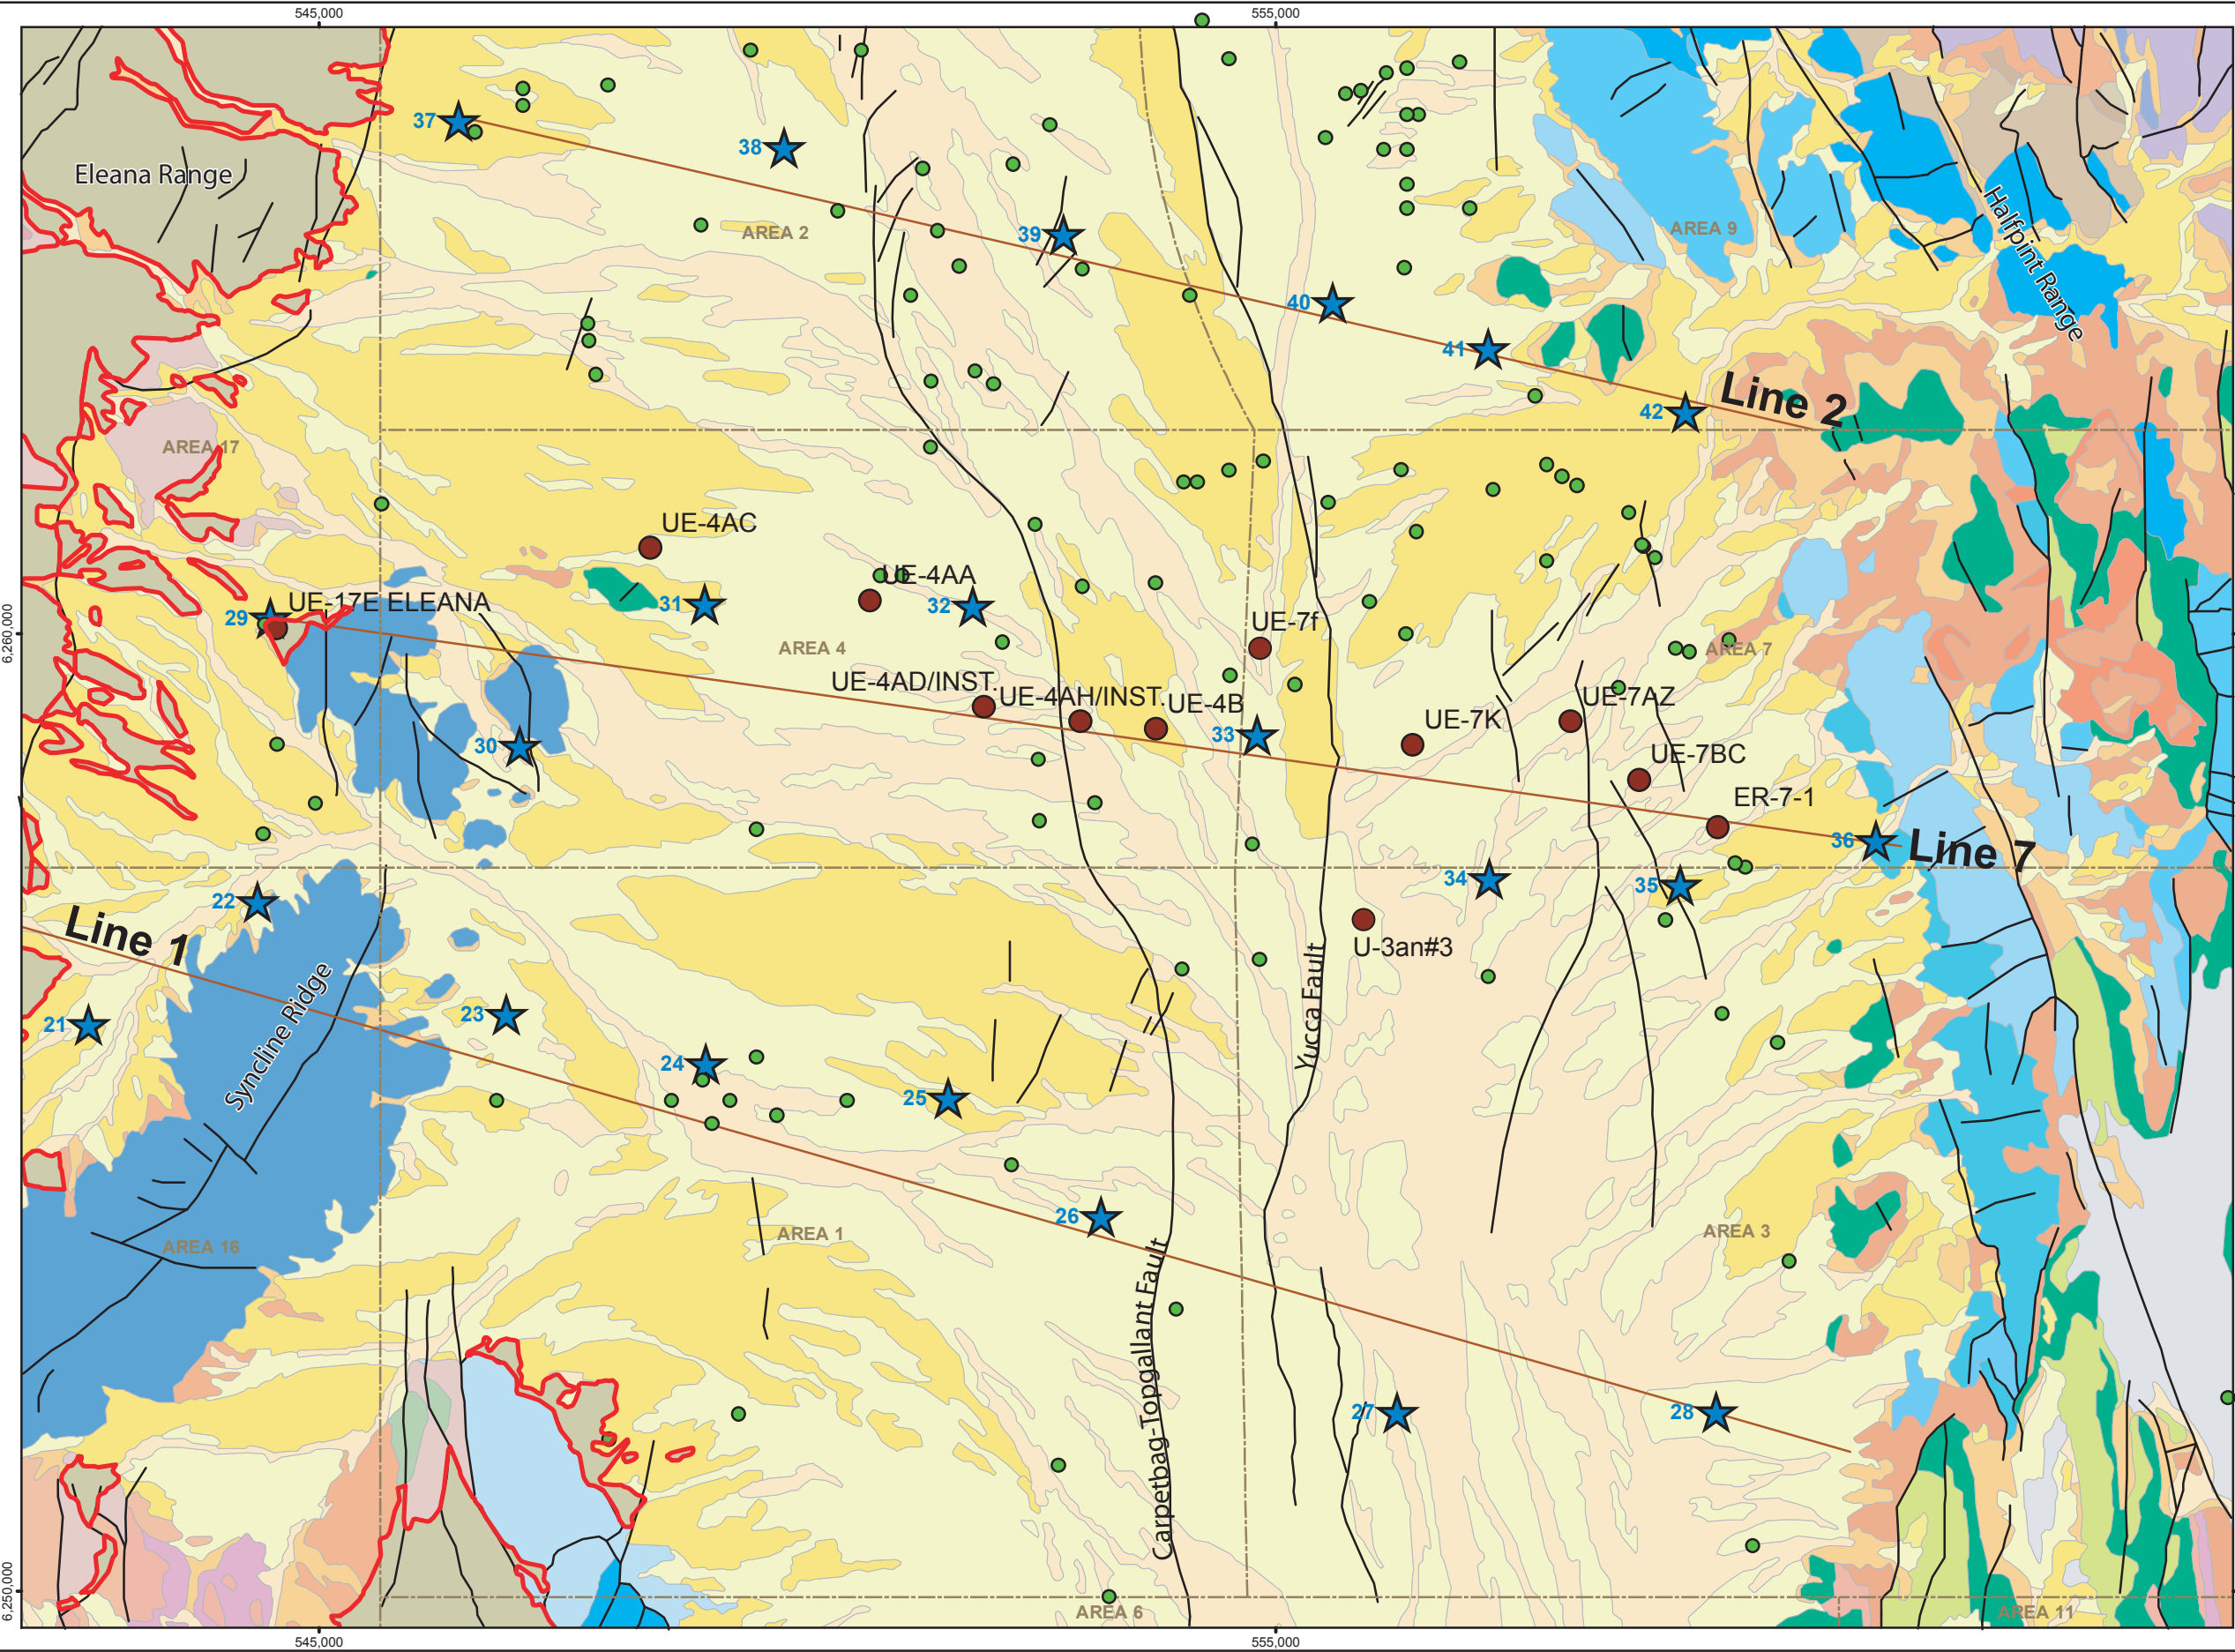 545,000
555,000
37
38
Eleana Range
AREA 2
39
AREA 9
Halfpint Range
40
41
Line 2
42
AREA 17
UE-4AC
UE-4AA
UE-17E ELEANA
29
31
32
6,260,000
AREA 4
UE-7f
AREA 7
UE-4AD/INST.
UE-4AH/INST.
UE-4B
UE-7AZ
UE-7K
33
30
UE-7BC
ER-7-1
36
Line 7
34
35
22
Line 1
U-3an#3
Syncline Ridge
Yucca Fault
21
23
24
25
26
AREA 1
AREA 3
AREA 16
Carpetbag-Topgallant Fault
27
28
6,250,000
AREA 6
AREA 11
545,000
555,000